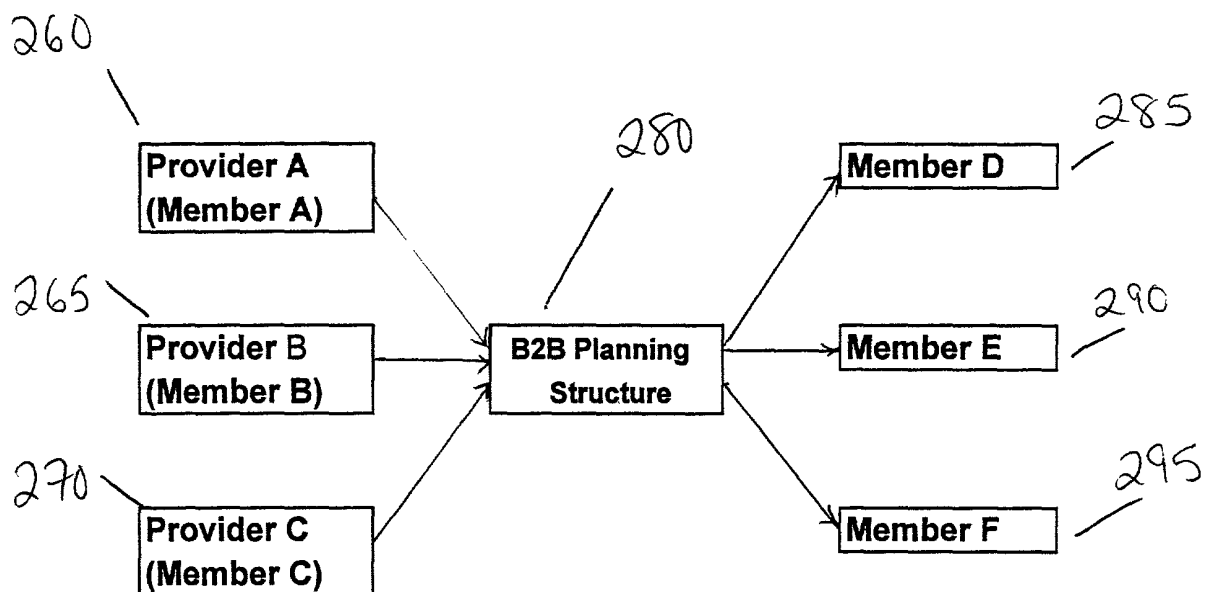 260
Provider A
(Member A)
280
Member D
285
265
Provider B
(Member B)
B2B Planning
Structure
Member E
290
270
Provider C
(Member C)
Member F
295